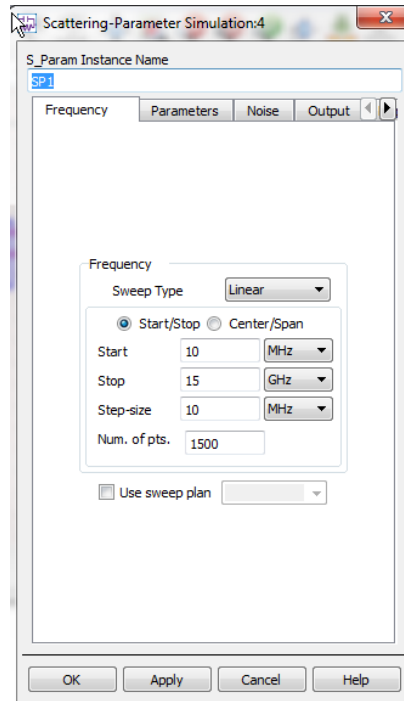 Scattering-Parameter Simulation:4
S_Param Instance Name
SP1
Frequency Parameters Noise Output
Frequency
Sweep Type Linear
Start/Stop Center/Span
Start 10 MHz
Stop 15 GHz
Step-size 10 MHz
Num. of pts. 1500
Use sweep plan
OK Apply Cancel Help